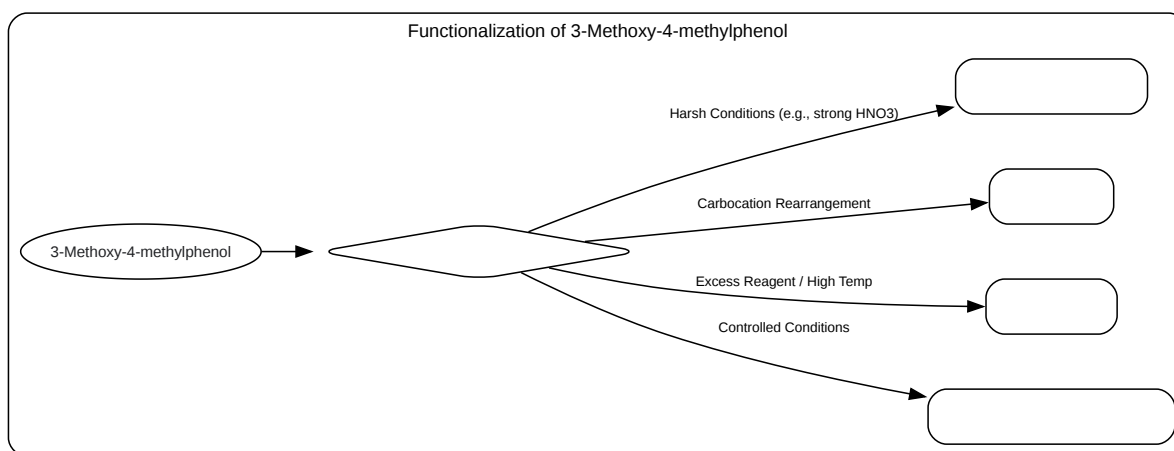 Functionalization of 3-Methoxy-4-methylphenol
Harsh Conditions (e.g., strong HNO3)
Carbocation Rearrangement
3-Methoxy-4-methylphenol
Excess Reagent / High Temp
Controlled Conditions